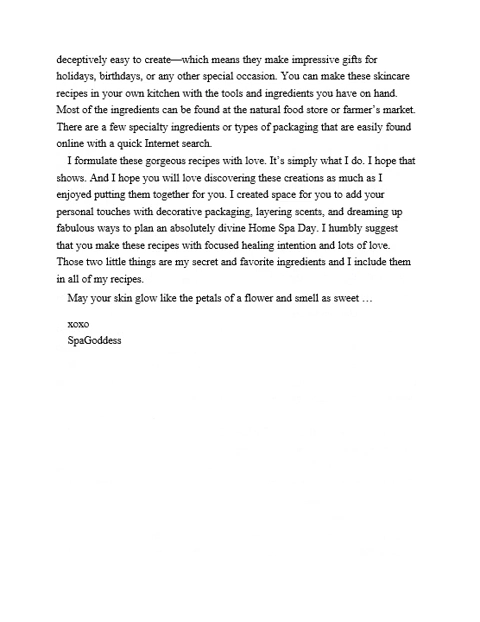 deceptively easy to create—which means they make impressive gifts for
holidays, birthdays, or any other special occasion. You can make these skincare
recipes in your own kitchen with the tools and ingredients you have on hand.
Most of the ingredients can be found at the natural food store or farmer’s market.
There are a few specialty ingredients or types of packaging that are easily found
online with a quick Internet search.
I formulate these gorgeous recipes with love. It’s simply what I do. I hope that
shows. And I hope you will love discovering these creations as much as I
enjoyed putting them together for you. I created space for you to add your
personal touches with decorative packaging, layering scents, and dreaming up
fabulous ways to plan an absolutely divine Home Spa Day. I humbly suggest
that you make these recipes with focused healing intention and lots of love.
Those two little things are my secret and favorite ingredients and I include them
in all of my recipes.
May your skin glow like the petals of a flower and smell as sweet …
xoxo
SpaGoddess